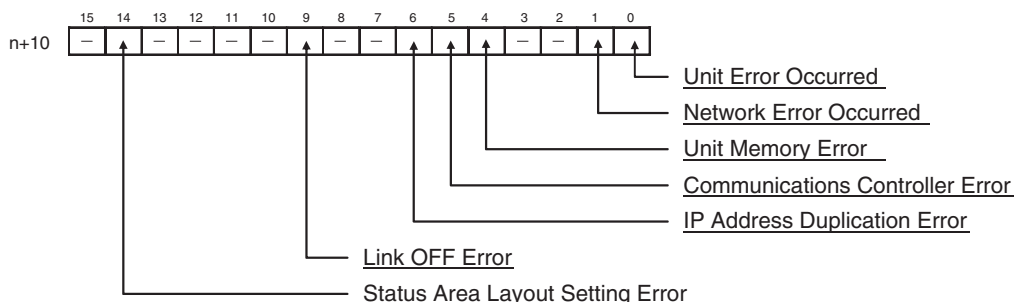 15 14 13 12 11 10 9 8 7 6 5 4 3 2 1 0
n+10 – – – – – – – – –
Unit Error Occurred
Network Error Occurred
Unit Memory Error
Communications Controller Error
IP Address Duplication Error
Link OFF Error
Status Area Layout Setting Error